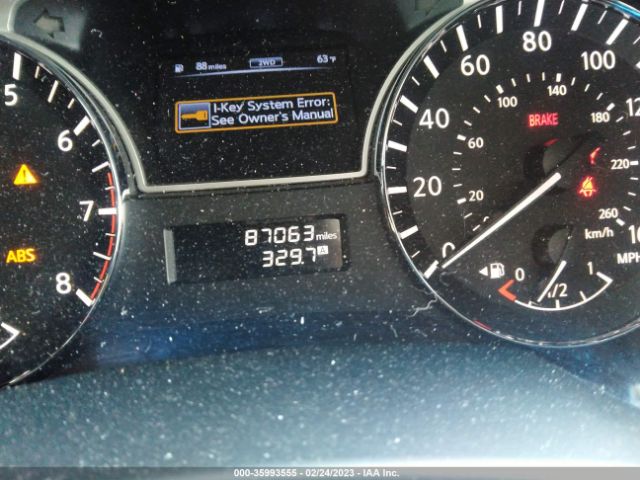 88 miles 2WD 63 °F
I-Key System Error:
See Owner's Manual
5
6
7
8
ABS
87063 miles
329.7 A
0
20
40
60
80
100
20
60
100
140
180
220
260
km/h
MPH
BRAKE
0 1/2 1
000-35993555 - 02/24/2023 - IAA Inc.